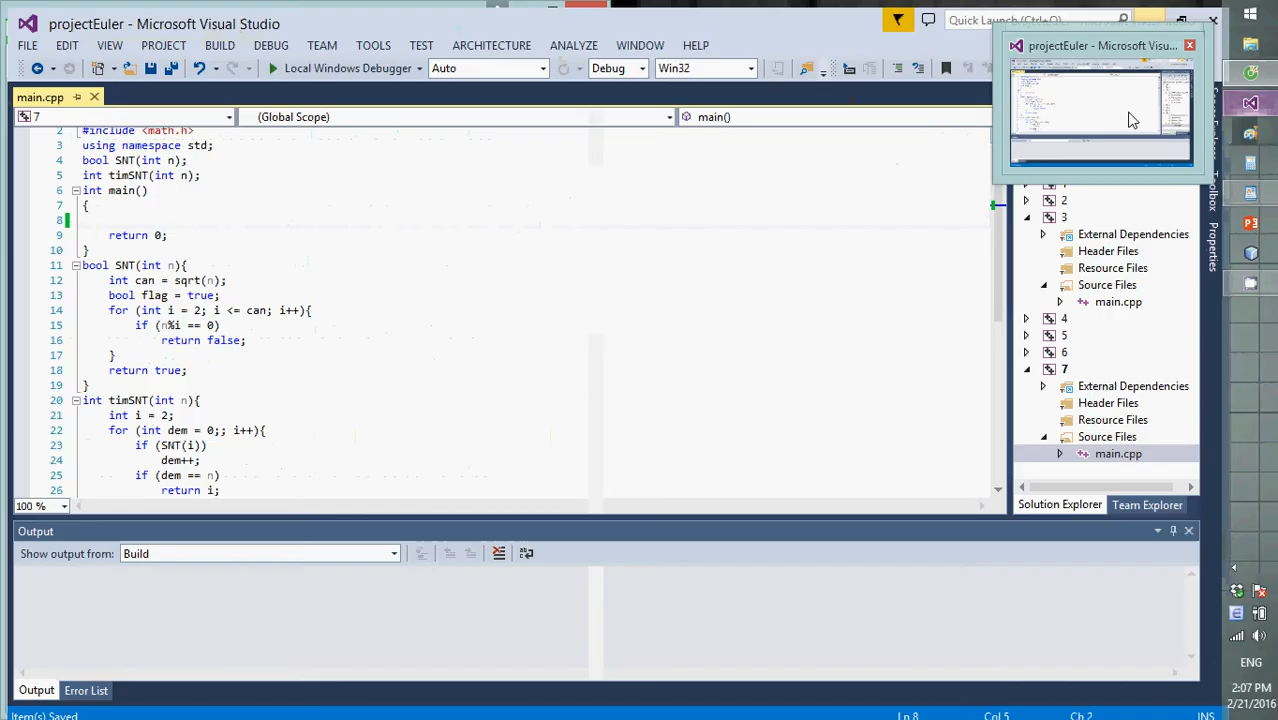 projectEuler - Microsoft Visual Studio
Quick Launch (Ctrl+Q)
projectEuler - Microsoft Visu...
FILE EDIT VIEW PROJECT BUILD DEBUG TEAM TOOLS TEST ARCHITECTURE ANALYZE WINDOW HELP
Local Windows Debugger Auto Debug Win32
main.cpp
7 (Global Scope) main()
2 #include <math.h>
3 using namespace std;
4 bool SNT(int n);
5 int timSNT(int n);
6 int main()
7 {
8
9 return 0;
10 }
11 bool SNT(int n){
12 int can = sqrt(n);
13 bool flag = true;
14 for (int i = 2; i <= can; i++){
15 if (n%i == 0)
16 return false;
17 }
18 return true;
19 }
20 int timSNT(int n){
21 int i = 2;
22 for (int dem = 0;; i++){
23 if (SNT(i))
24 dem++;
25 if (dem == n)
26 return i;
100 %
2
3
External Dependencies
Header Files
Resource Files
Source Files
main.cpp
4
5
6
7
External Dependencies
Header Files
Resource Files
Source Files
main.cpp
Solution Explorer Team Explorer
Toolbox
Properties
Output
Show output from: Build
Output Error List
Item(s) Saved Ln 8 Col 5 Ch 2 INS
ENG
2:07 PM
2/21/2016